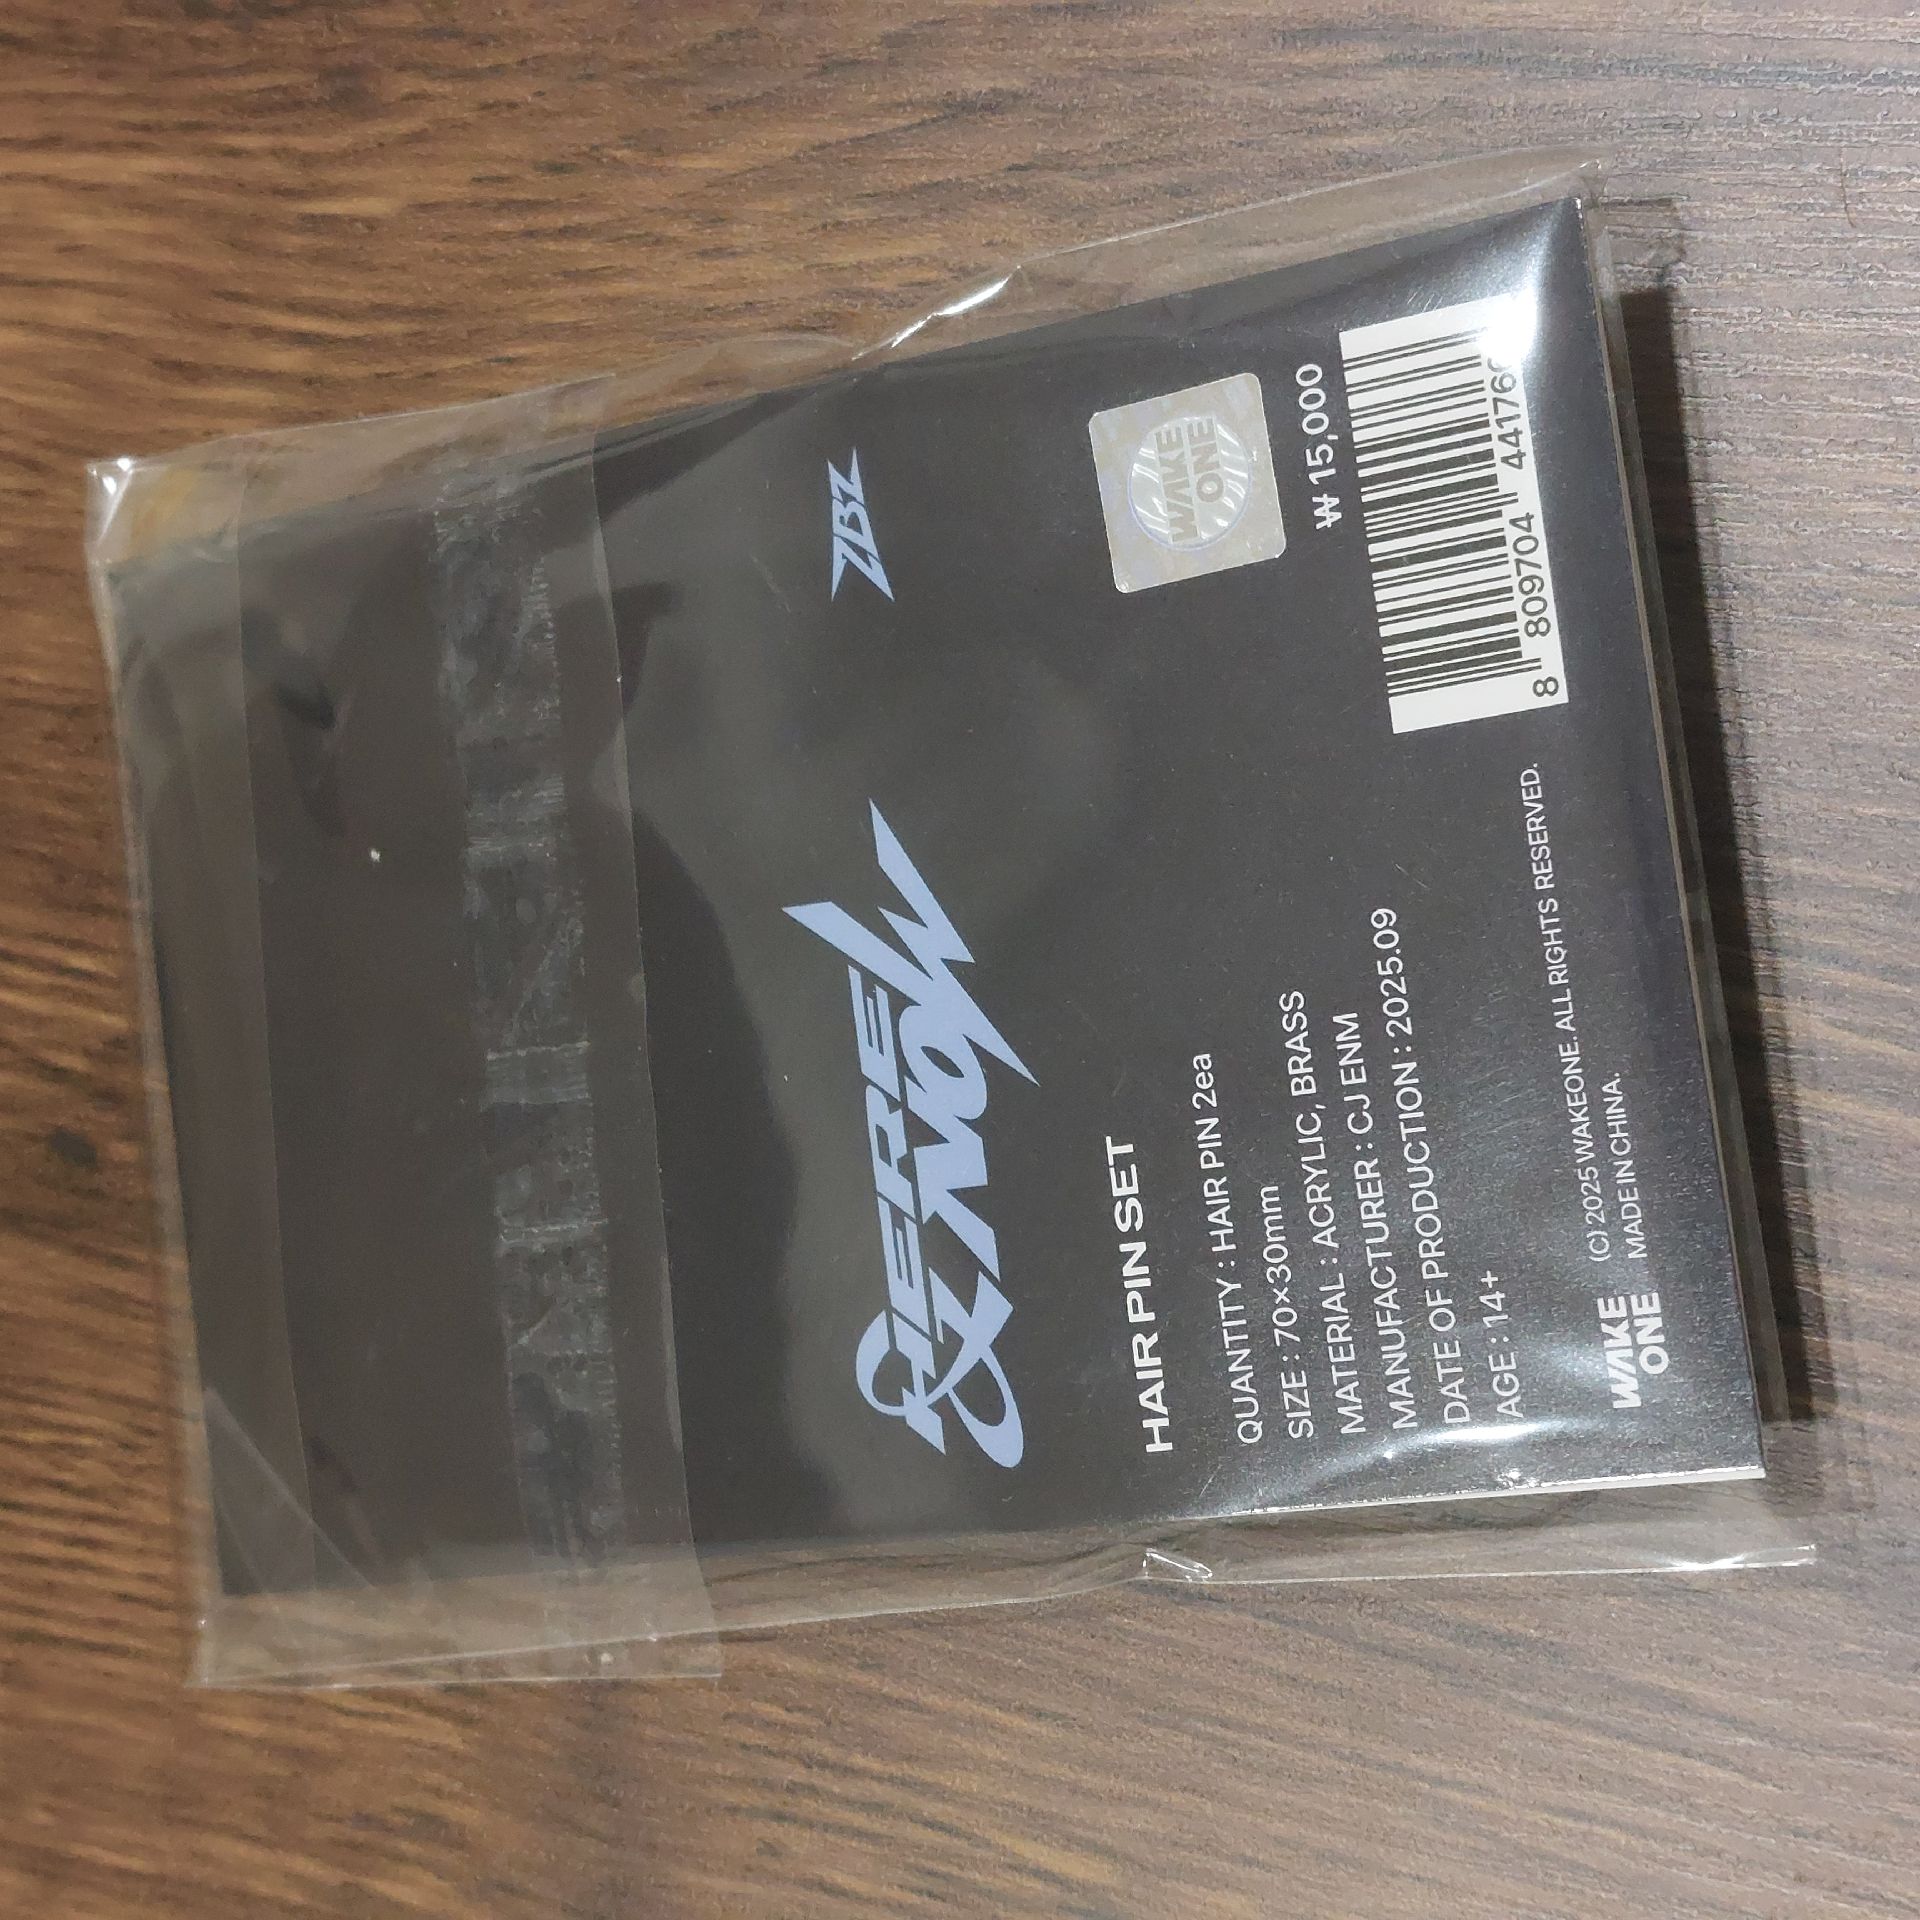 HERE
& NOW
ZB1
HAIR PIN SET
QUANTITY : HAIR PIN 2ea
SIZE : 70×30mm
MATERIAL : ACRYLIC, BRASS
MANUFACTURER : CJ ENM
DATE OF PRODUCTION : 2025.09
AGE : 14+
WAKE
ONE
(C) 2025 WAKEONE. ALL RIGHTS RESERVED.
MADE IN CHINA.
WAKE
ONE
₩ 15,000
8 809704